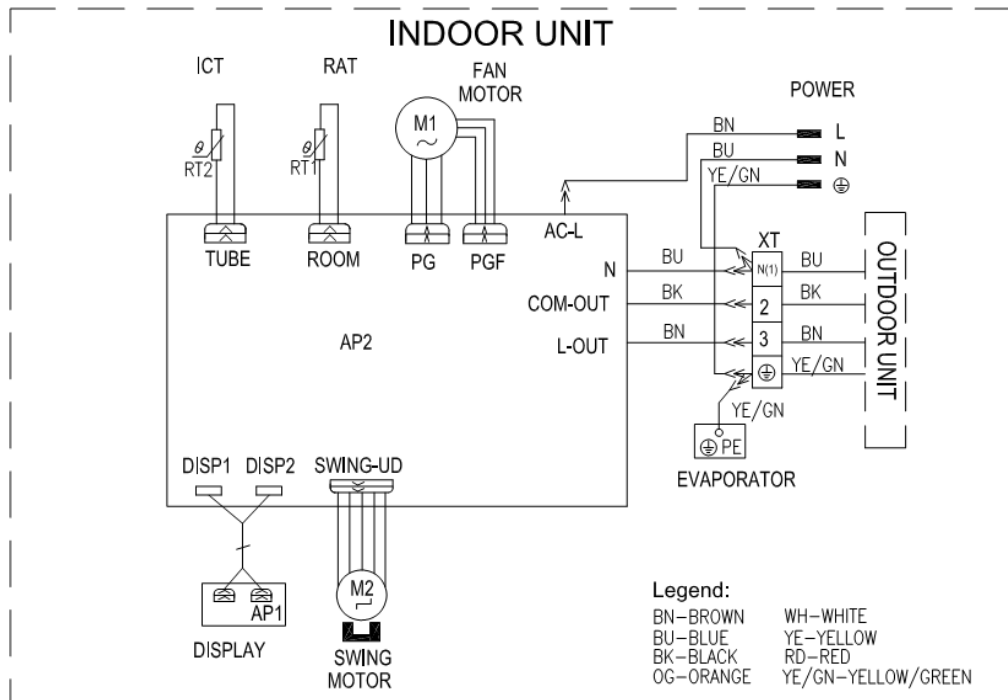 INDOOR UNIT
ICT
RAT
FAN
MOTOR
POWER
θ
RT2
θ
RT1
M1
~
BN
L
BU
N
YE/GN
TUBE
ROOM
PG
PGF
AC-L
XT
N
BU
N(1)
BU
COM-OUT
BK
2
BK
AP2
L-OUT
BN
3
BN
YE/GN
OUTDOOR UNIT
YE/GN
PE
EVAPORATOR
DISP1
DISP2
SWING-UD
AP1
DISPLAY
M2
SWING
MOTOR
Legend:
BN-BROWN WH-WHITE
BU-BLUE YE-YELLOW
BK-BLACK RD-RED
OG-ORANGE YE/GN-YELLOW/GREEN